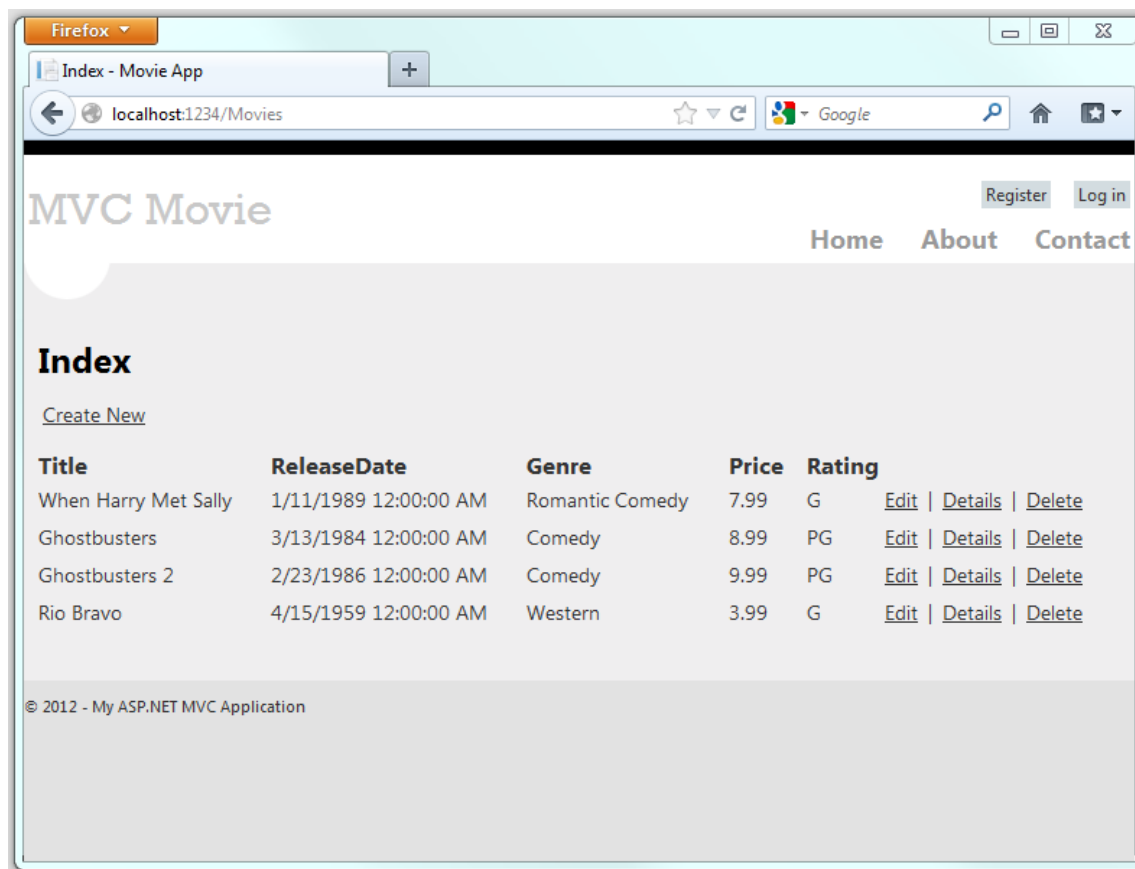 Firefox
Index - Movie App
localhost:1234/Movies
Google
MVC Movie
Register Log in
Home About Contact
Index
Create New
Title ReleaseDate Genre Price Rating
When Harry Met Sally 1/11/1989 12:00:00 AM Romantic Comedy 7.99 G Edit | Details | Delete
Ghostbusters 3/13/1984 12:00:00 AM Comedy 8.99 PG Edit | Details | Delete
Ghostbusters 2 2/23/1986 12:00:00 AM Comedy 9.99 PG Edit | Details | Delete
Rio Bravo 4/15/1959 12:00:00 AM Western 3.99 G Edit | Details | Delete
© 2012 - My ASP.NET MVC Application